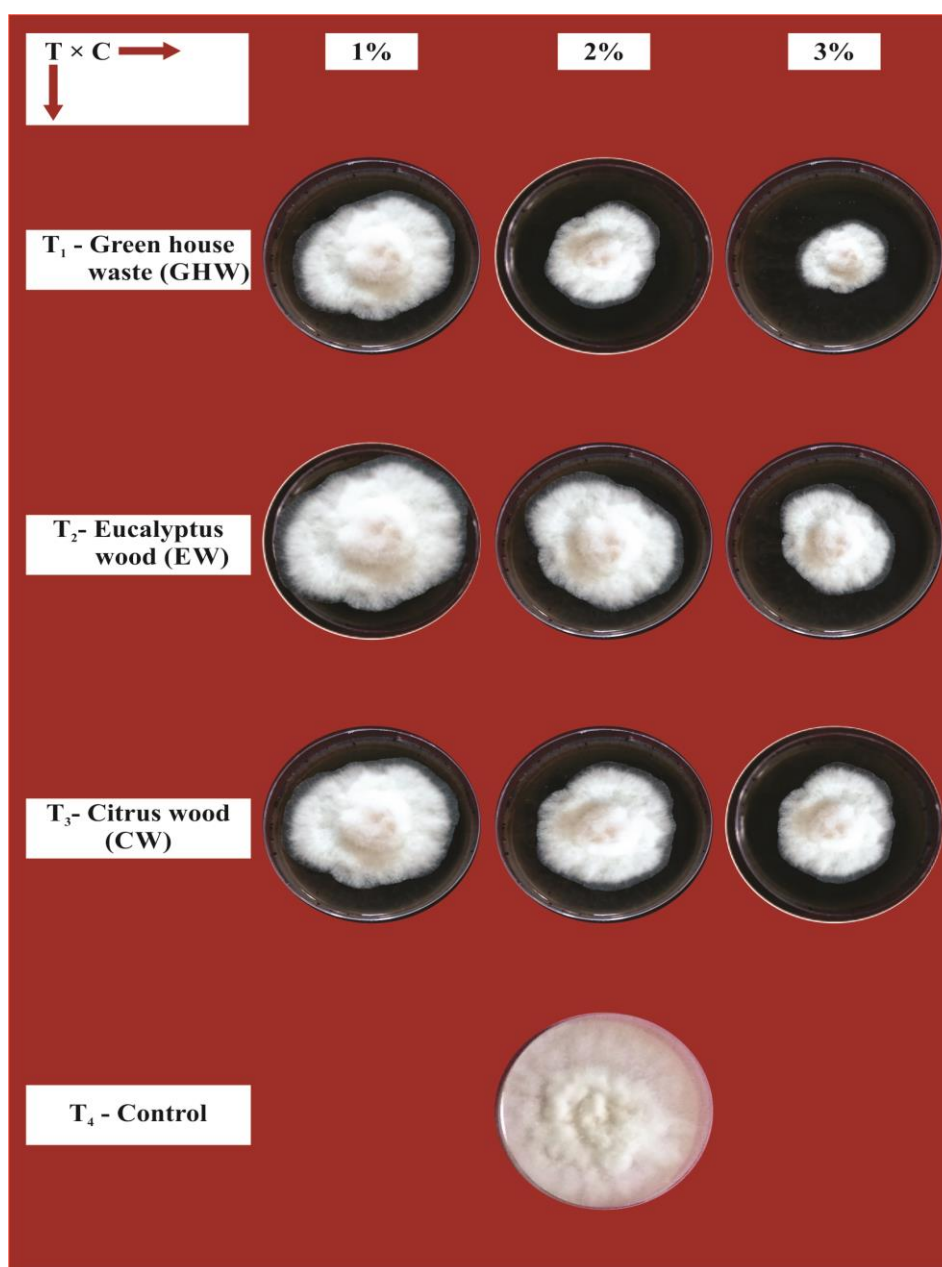 T × C
1%
2%
3%
T₁ - Green house
waste (GHW)
T₂- Eucalyptus
wood (EW)
T₃- Citrus wood
(CW)
T₄ - Control